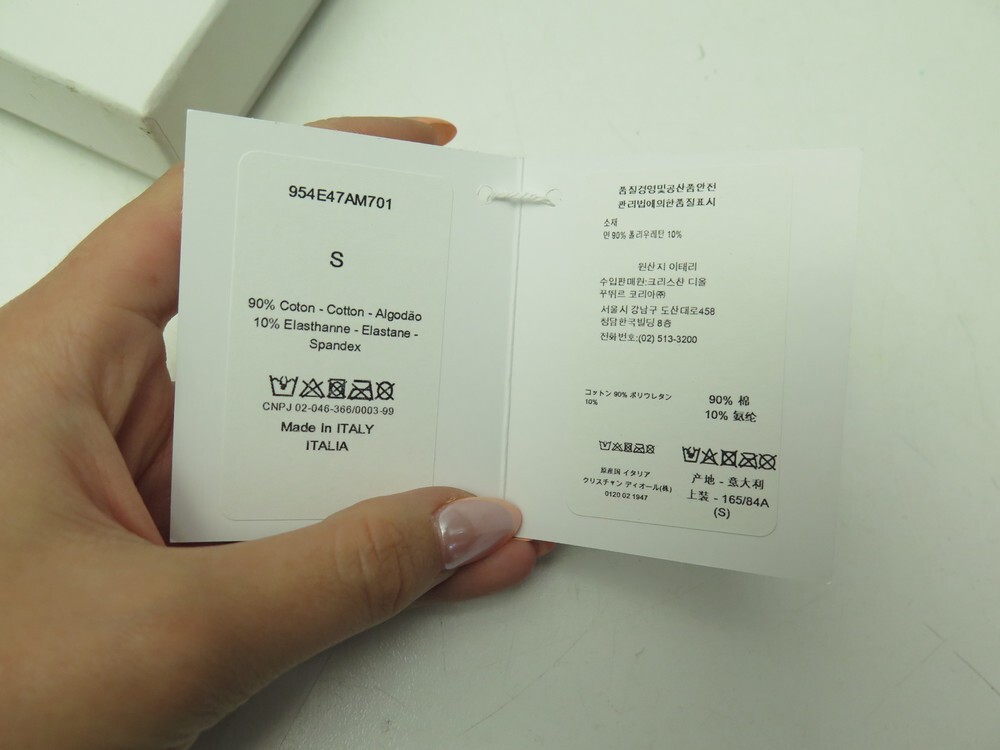 954E47AM701
S
90% Coton - Cotton - Algodão
10% Elasthanne - Elastane -
Spandex
CNPJ 02-046-366/0003-99
Made In ITALY
ITALIA
품질경영및공산품안전
관리법에의한품질표시
소재
면 90% 폴리우레탄 10%
원산지 이태리
수입판매원:크리스챤 디올
꾸뛰르 코리아㈜
서울시 강남구 도산대로458
청담한국빌딩 8층
전화번호:(02) 513-3200
コットン 90% ポリウレタン
10%
90% 棉
10% 氨纶
原産国 イタリア
クリスチャン ディオール(株)
0120 02 1947
产地 - 意大利
上装 - 165/84A
(S)